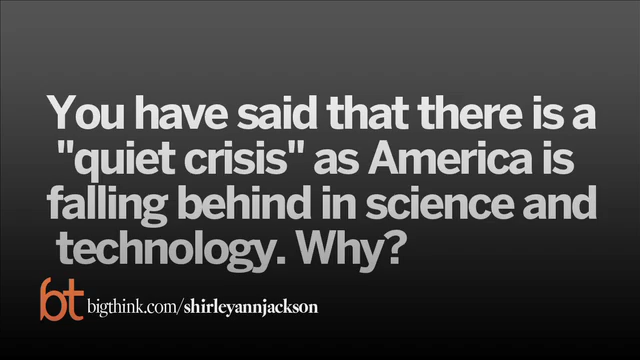 You have said that there is a
"quiet crisis" as America is
falling behind in science and
technology. Why?
bt bigthink.com/shirleyannjackson